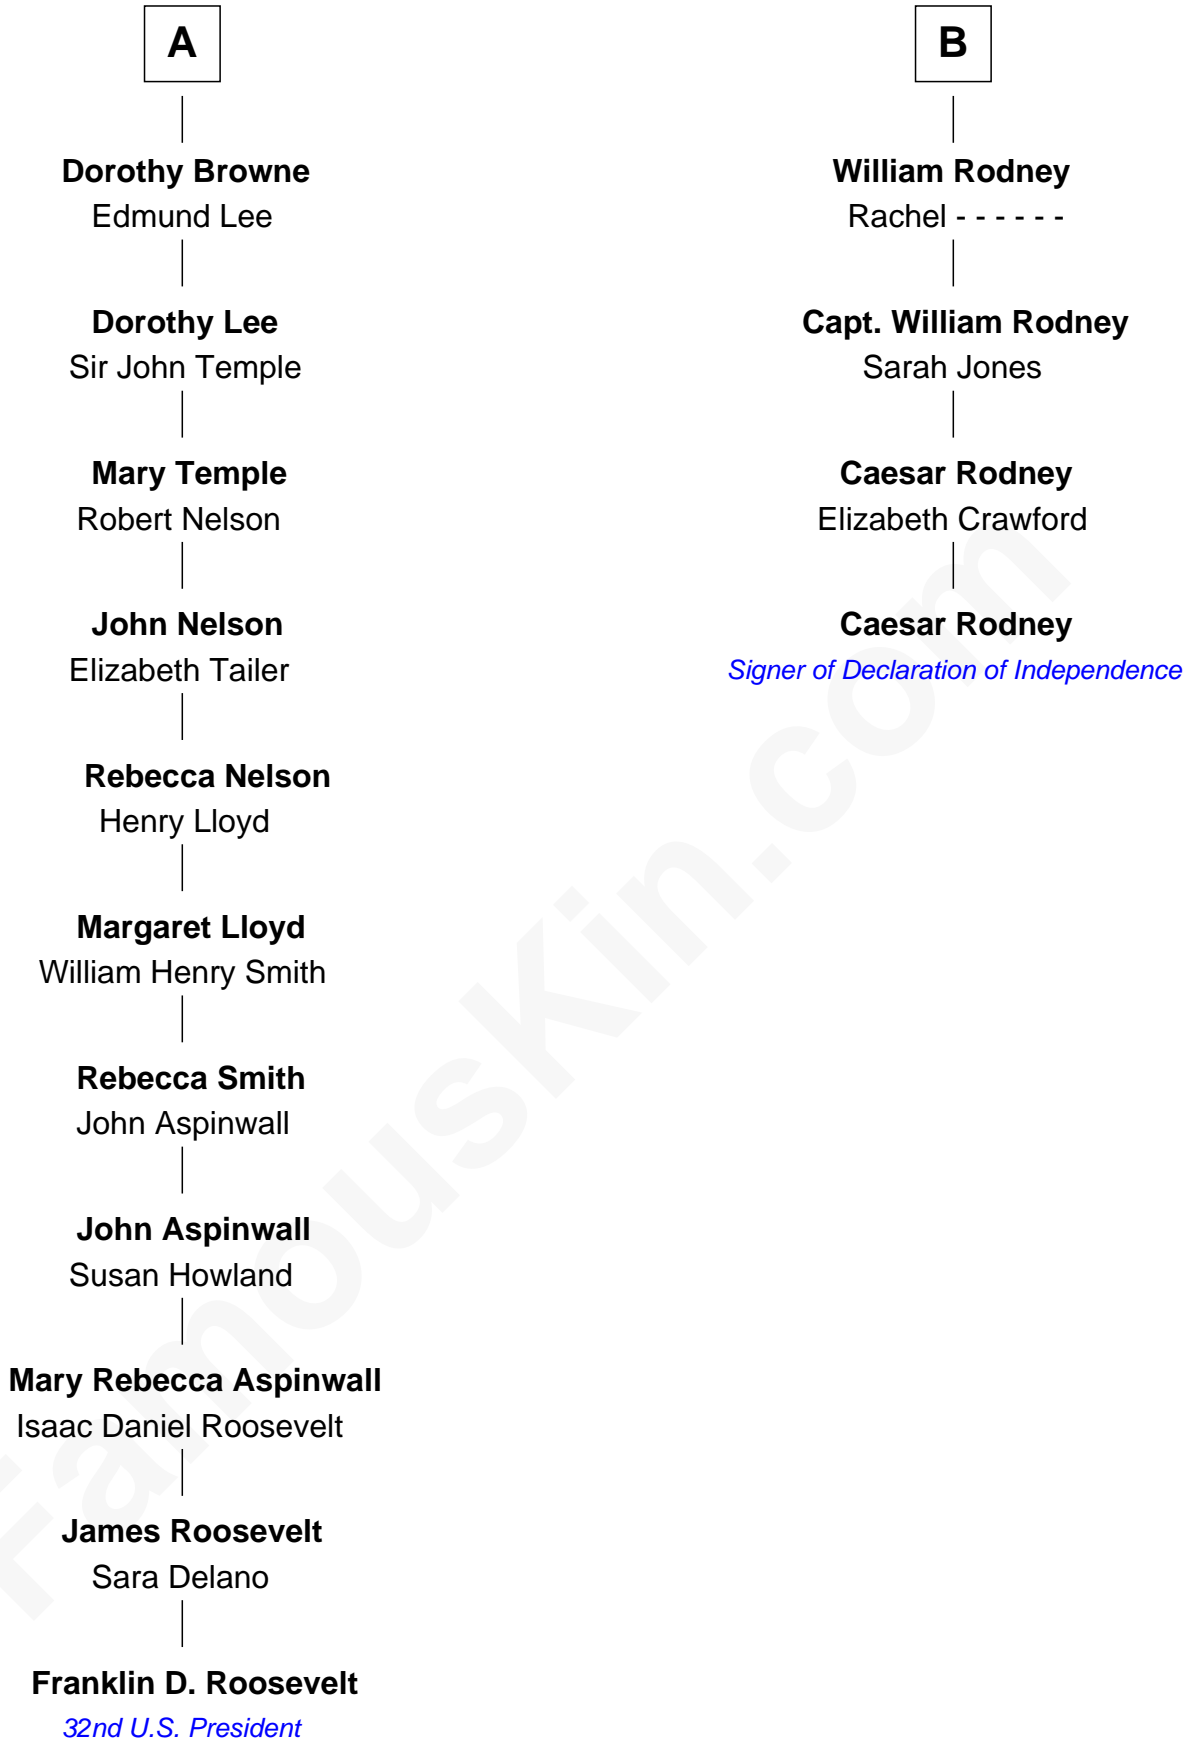 A
Dorothy Browne
Edmund Lee
Dorothy Lee
Sir John Temple
Mary Temple
Robert Nelson
John Nelson
Elizabeth Tailer
Rebecca Nelson
Henry Lloyd
Margaret Lloyd
William Henry Smith
Rebecca Smith
John Aspinwall
John Aspinwall
Susan Howland
Mary Rebecca Aspinwall
Isaac Daniel Roosevelt
James Roosevelt
Sara Delano
Franklin D. Roosevelt
32nd U.S. President
B
William Rodney
Rachel - - - - - -
Capt. William Rodney
Sarah Jones
Caesar Rodney
Elizabeth Crawford
Caesar Rodney
Signer of Declaration of Independence
FamousKin.com